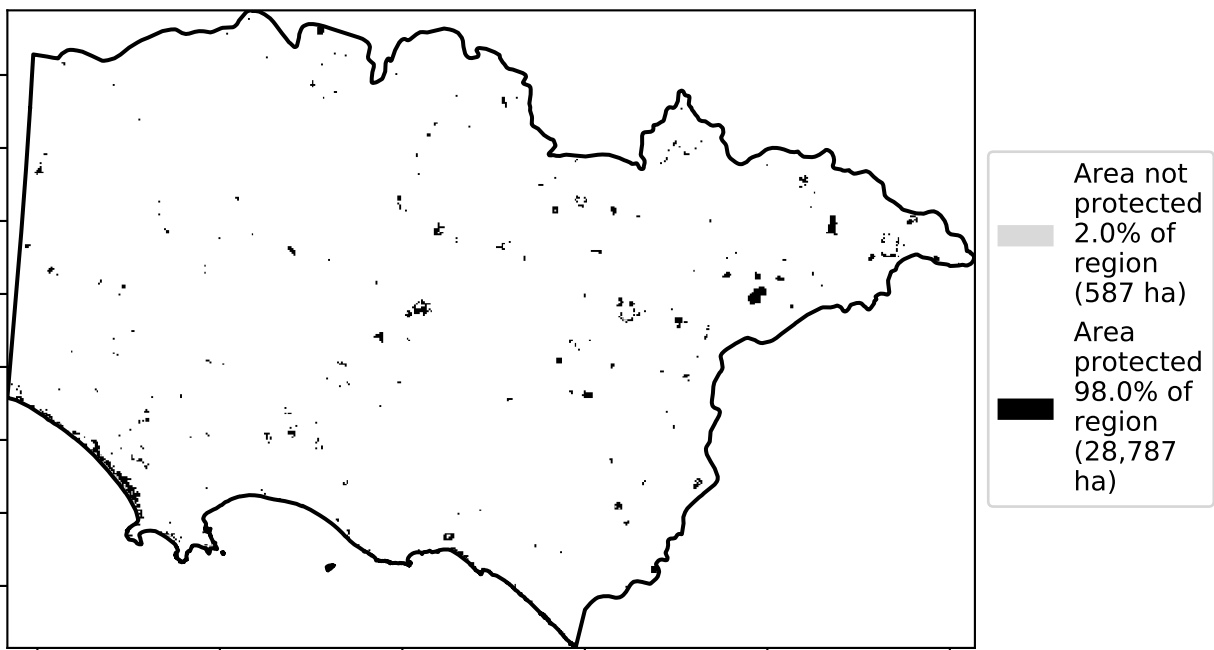 Area not
protected
2.0% of
region
(587 ha)
Area
protected
98.0% of
region
(28,787
ha)